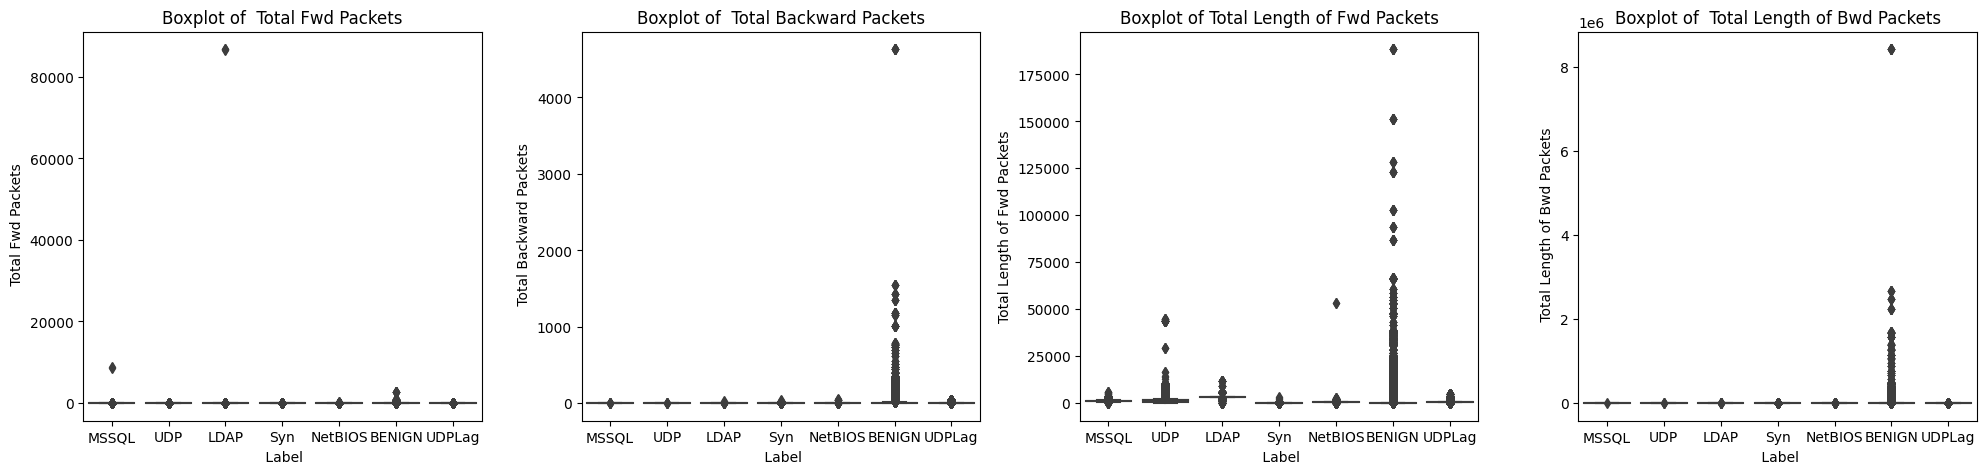 Boxplot of  Total Fwd Packets
Total Fwd Packets
80000
60000
40000
20000
0
MSSQL UDP LDAP Syn NetBIOS BENIGN UDPLag
Label
Boxplot of  Total Backward Packets
Total Backward Packets
4000
3000
2000
1000
0
MSSQL UDP LDAP Syn NetBIOS BENIGN UDPLag
Label
Boxplot of Total Length of Fwd Packets
Total Length of Fwd Packets
175000
150000
125000
100000
75000
50000
25000
0
MSSQL UDP LDAP Syn NetBIOS BENIGN UDPLag
Label
1e6
Boxplot of  Total Length of Bwd Packets
Total Length of Bwd Packets
8
6
4
2
0
MSSQL UDP LDAP Syn NetBIOS BENIGN UDPLag
Label